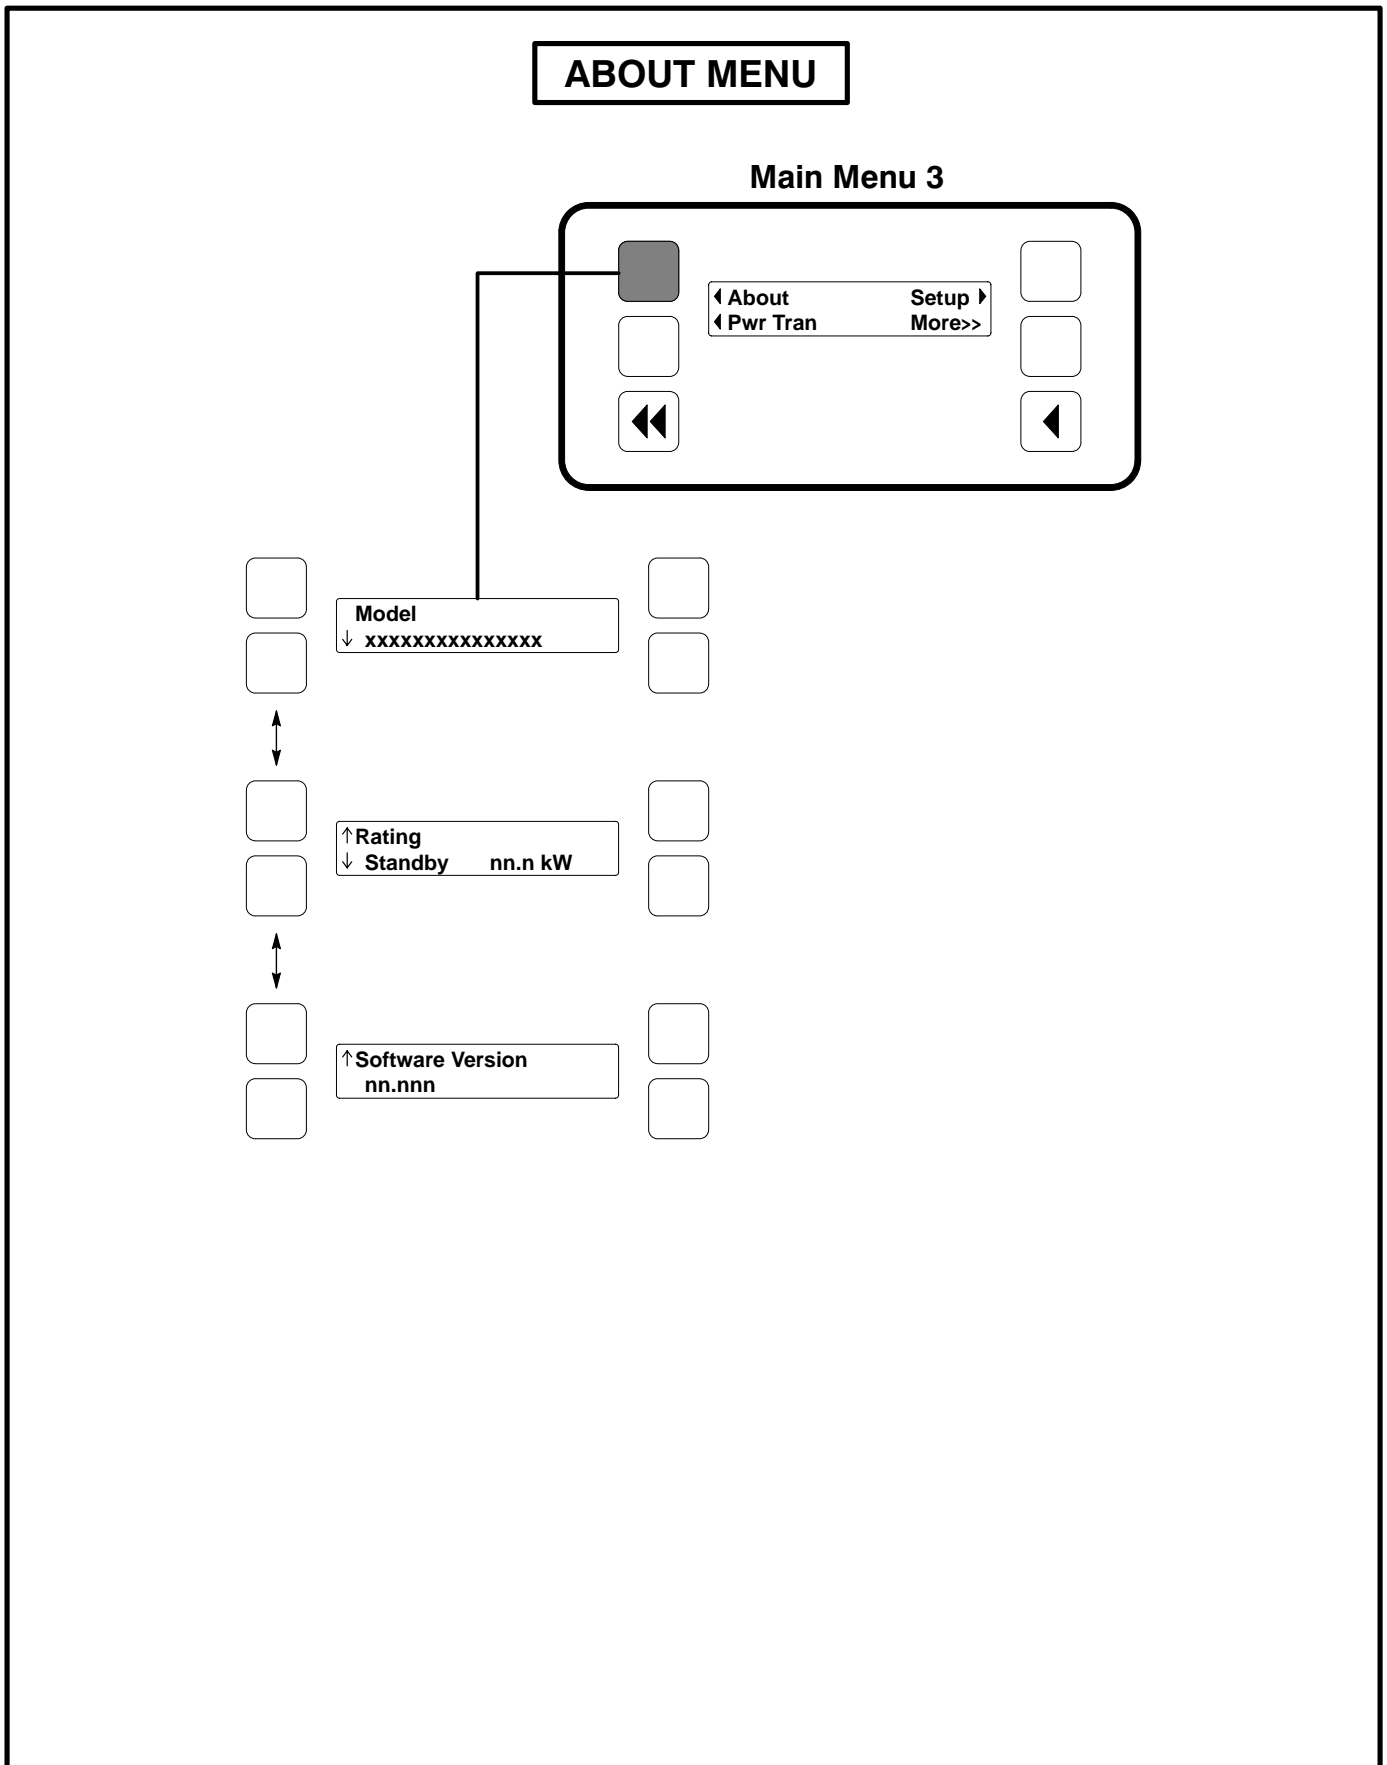 ABOUT MENU
Main Menu 3
About Setup
Pwr Tran More>>
Model
↓ xxxxxxxxxxxxxxx
↑Rating
↓ Standby nn.n kW
↑Software Version
nn.nnn